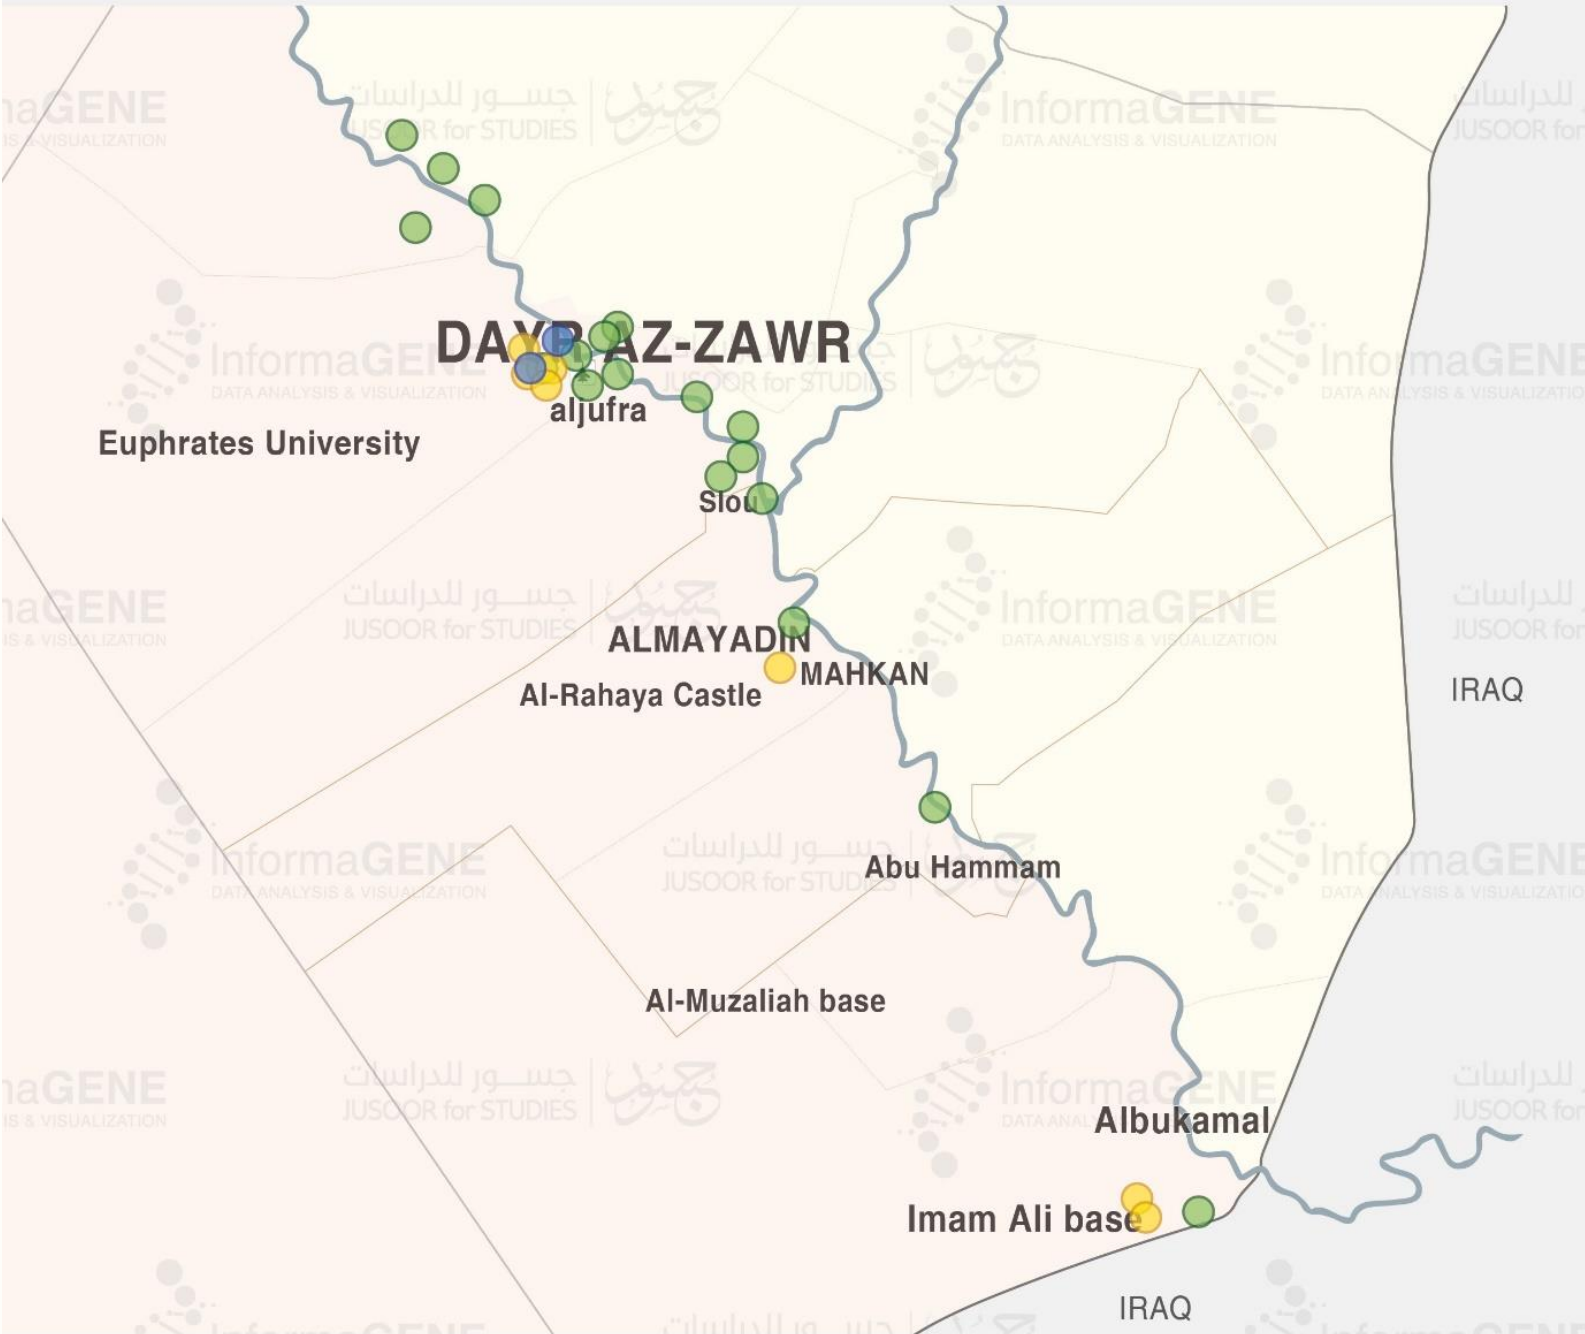 DAYR AZ-ZAWR
aljufra
Euphrates University
Slou
ALMAYADIN
MAHKAN
Al-Rahaya Castle
IRAQ
Abu Hammam
Al-Muzaliah base
Albukamal
Imam Ali base
IRAQ
جسور للدراسات
JUSOOR for STUDIES
InformaGENE
DATA ANALYSIS & VISUALIZATION